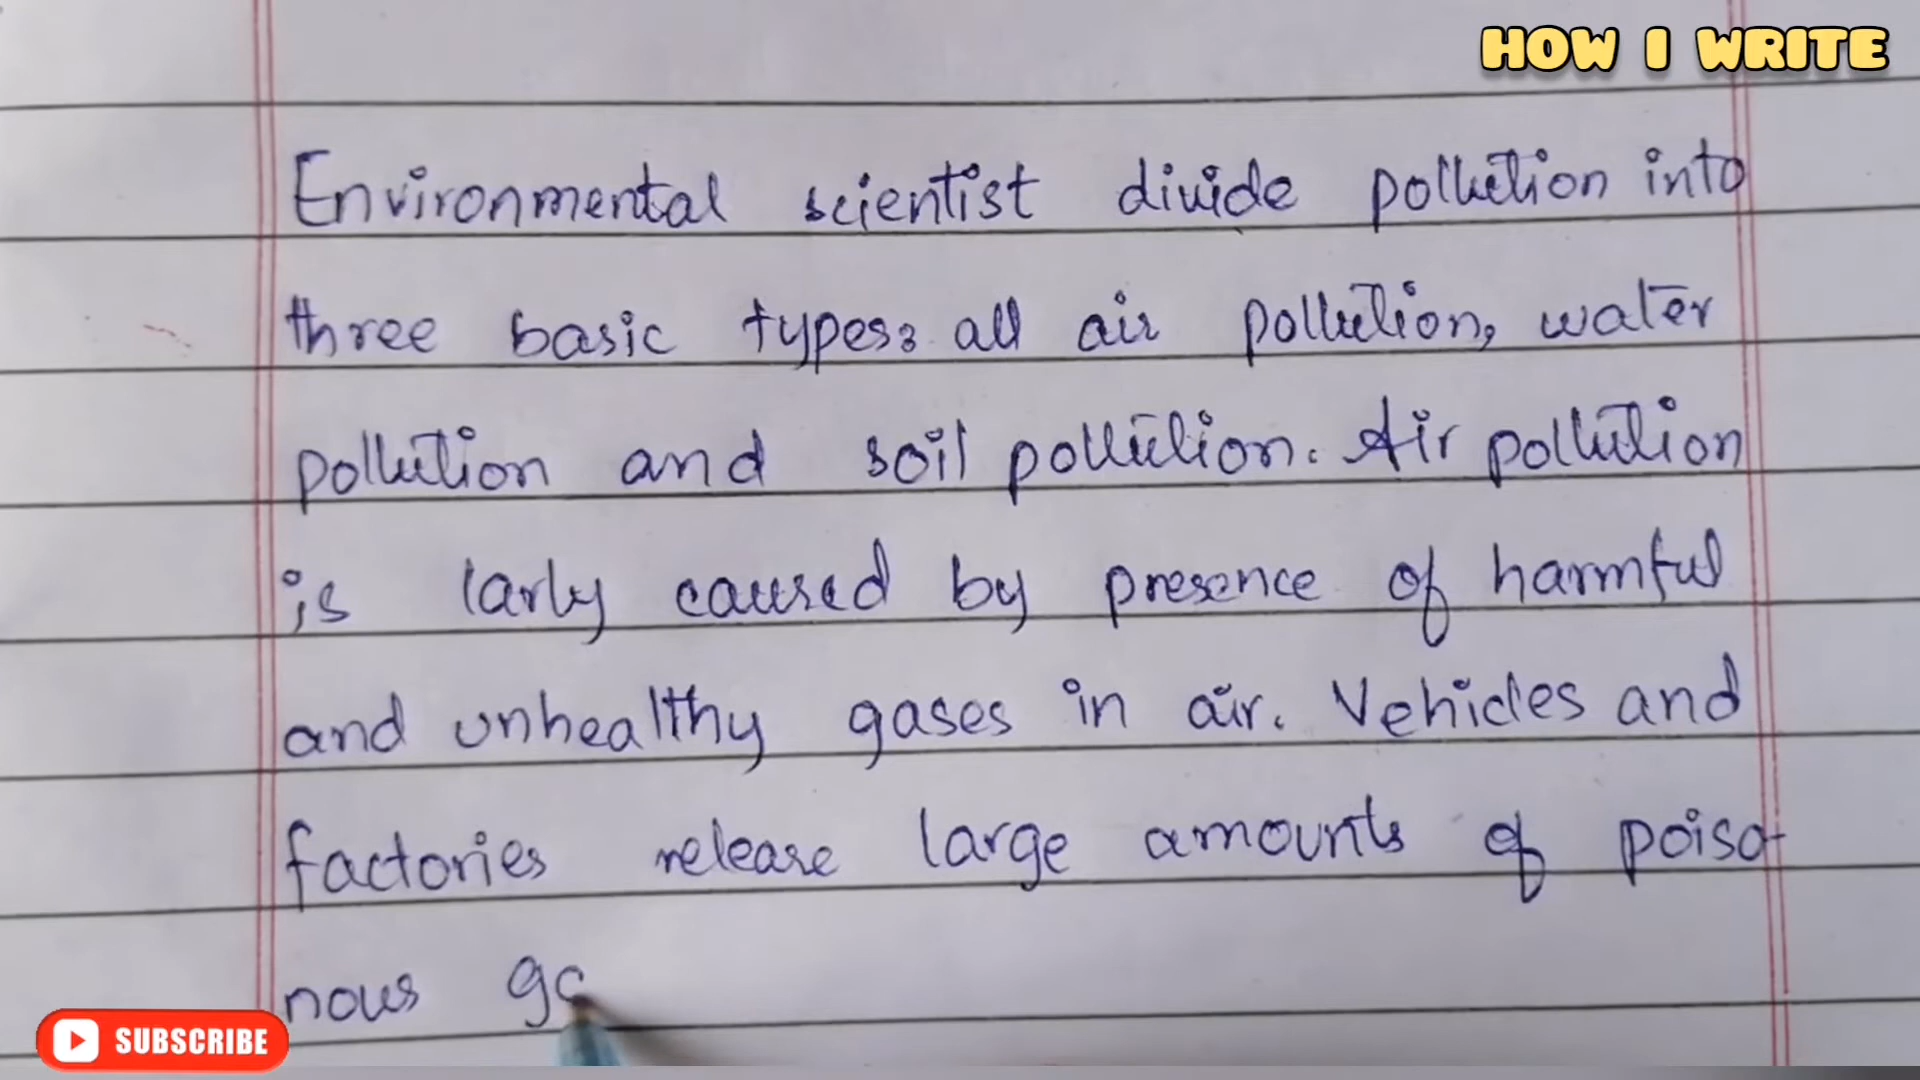 HOW I WRITE
Environmental scientist divide pollution into
three basic types: all air pollution, water
pollution and soil pollution. Air pollution
is larly caused by presence of harmful
and unhealthy gases in air. Vehicles and
factories release large amounts of poiso-
nous ga
SUBSCRIBE